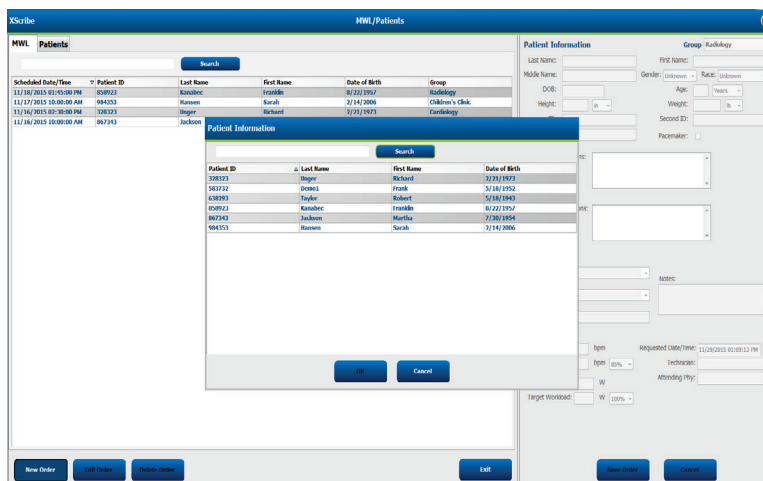 XScribe MWL/Patients
MWL Patients
Search
Scheduled Date/Time Patient ID Last Name First Name Date of Birth Group
11/18/2015 01:45:00 PM 858923 Kanabec Franklin 8/22/1957 Radiology
11/17/2015 10:00:00 AM 984353 Hansen Sarah 2/14/2006 Children's Clinic
11/16/2015 02:30:00 PM 328323 Unger Richard 2/21/1973 Cardiology
11/16/2015 10:00:00 AM 867343 Jackson
Patient Information
Search
Patient ID Last Name First Name Date of Birth
328323 Unger Richard 2/21/1973
583732 Demo1 Frank 5/18/1952
638293 Taylor Robert 5/18/1943
858923 Kanabec Franklin 8/22/1957
867343 Jackson Martha 7/30/1954
984353 Hansen Sarah 2/14/2006
OK Cancel
Patient Information Group Radiology
Last Name: First Name:
Middle Name: Gender: Unknown Race: Unknown
DOB: Age: Years
Height: in Weight: lb
Second ID:
Pacemaker:
Notes:
bpm Requested Date/Time: 11/29/2015 01:09:13 PM
bpm 85% Technician:
W Attending Phy:
Target Workload: W 100%
New Order Edit Order Delete Order Exit Save Order Cancel